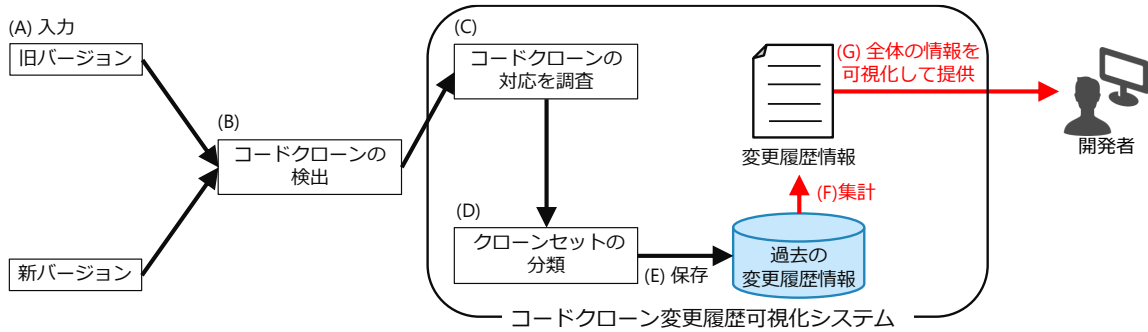 (A) 入力
旧バージョン
新バージョン
(B)
コードクローンの
検出
(C)
コードクローンの
対応を調査
(D)
クローンセットの
分類
(E) 保存
過去の
変更履歴情報
(F)集計
変更履歴情報
(G) 全体の情報を
可視化して提供
開発者
コードクローン変更履歴可視化システム